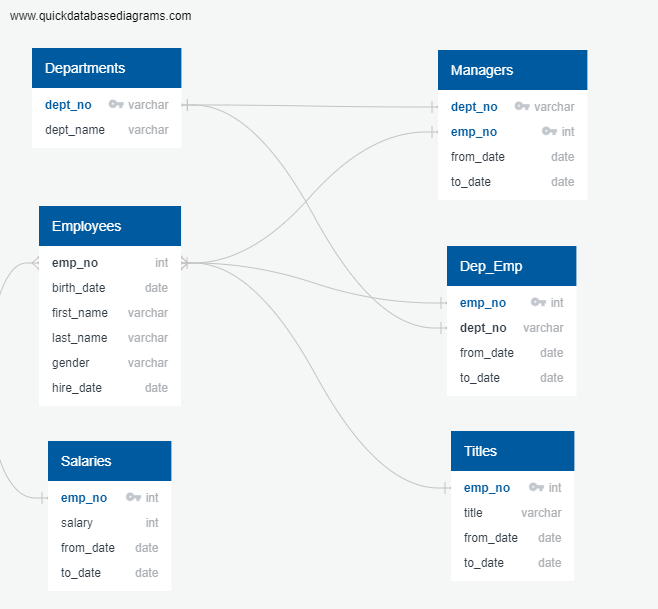 www.quickdatabasediagrams.com
Departments
dept_no varchar
dept_name varchar
Managers
dept_no varchar
emp_no int
from_date date
to_date date
Employees
emp_no int
birth_date date
first_name varchar
last_name varchar
gender varchar
hire_date date
Dep_Emp
emp_no int
dept_no varchar
from_date date
to_date date
Salaries
emp_no int
salary int
from_date date
to_date date
Titles
emp_no int
title varchar
from_date date
to_date date